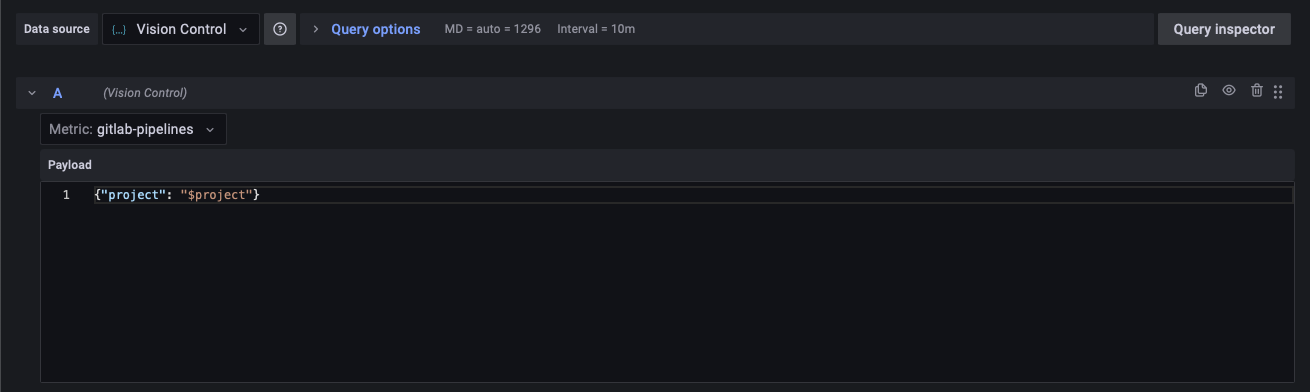 Data source {...} Vision Control Query options MD = auto = 1296 Interval = 10m Query inspector
A (Vision Control)
Metric: gitlab-pipelines
Payload
1 {"project": "$project"}